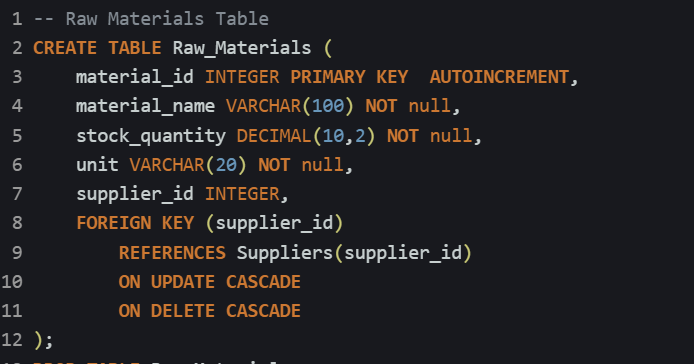 1 -- Raw Materials Table
2 CREATE TABLE Raw_Materials (
3     material_id INTEGER PRIMARY KEY  AUTOINCREMENT,
4     material_name VARCHAR(100) NOT null,
5     stock_quantity DECIMAL(10,2) NOT null,
6     unit VARCHAR(20) NOT null,
7     supplier_id INTEGER,
8     FOREIGN KEY (supplier_id)
9         REFERENCES Suppliers(supplier_id)
10         ON UPDATE CASCADE
11         ON DELETE CASCADE
12 );